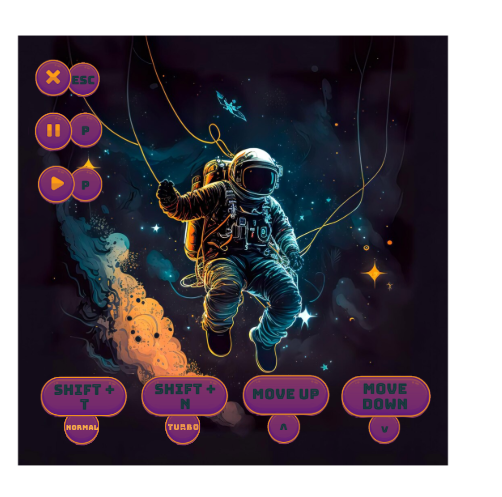 ESC
P
P
SHIFT +
T
SHIFT +
N
MOVE UP
MOVE
DOWN
NORMAL
TURBO
^
v